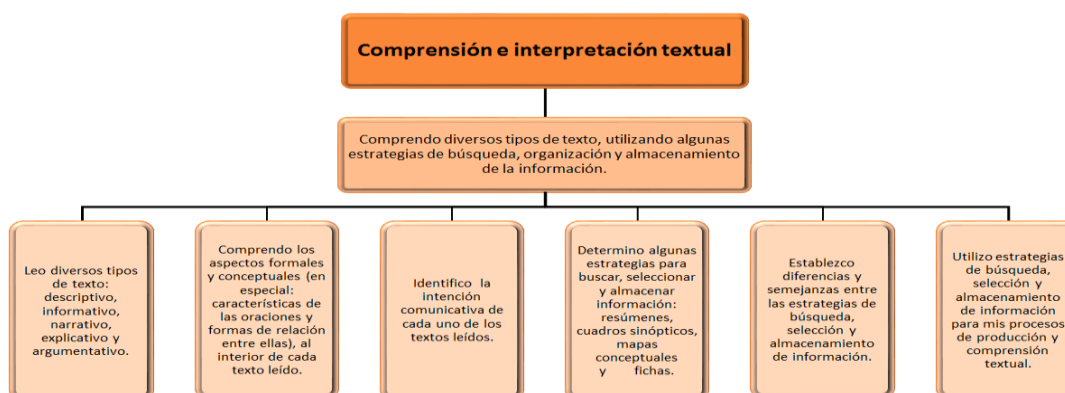 Comprensión e interpretación textual
Comprendo diversos tipos de texto, utilizando algunas
estrategias de búsqueda, organización y almacenamiento
de la información.
Leo diversos tipos
de texto:
descriptivo,
informativo,
narrativo,
explicativo y
argumentativo.
Comprendo los
aspectos formales y
conceptuales (en
especial:
características de
las oraciones y
formas de relación
entre ellas), al
interior de cada
texto leído.
Identifico la
intención
comunicativa de
cada uno de los
textos leídos.
Determino algunas
estrategias para
buscar, seleccionar
y almacenar
información:
resúmenes,
cuadros sinópticos,
mapas
conceptuales
y fichas.
Establezco
diferencias y
semejanzas entre
las estrategias de
búsqueda,
selección y
almacenamiento
de información.
Utilizo estrategias
de búsqueda,
selección y
almacenamiento
de información
para mis procesos
de producción y
comprensión
textual.